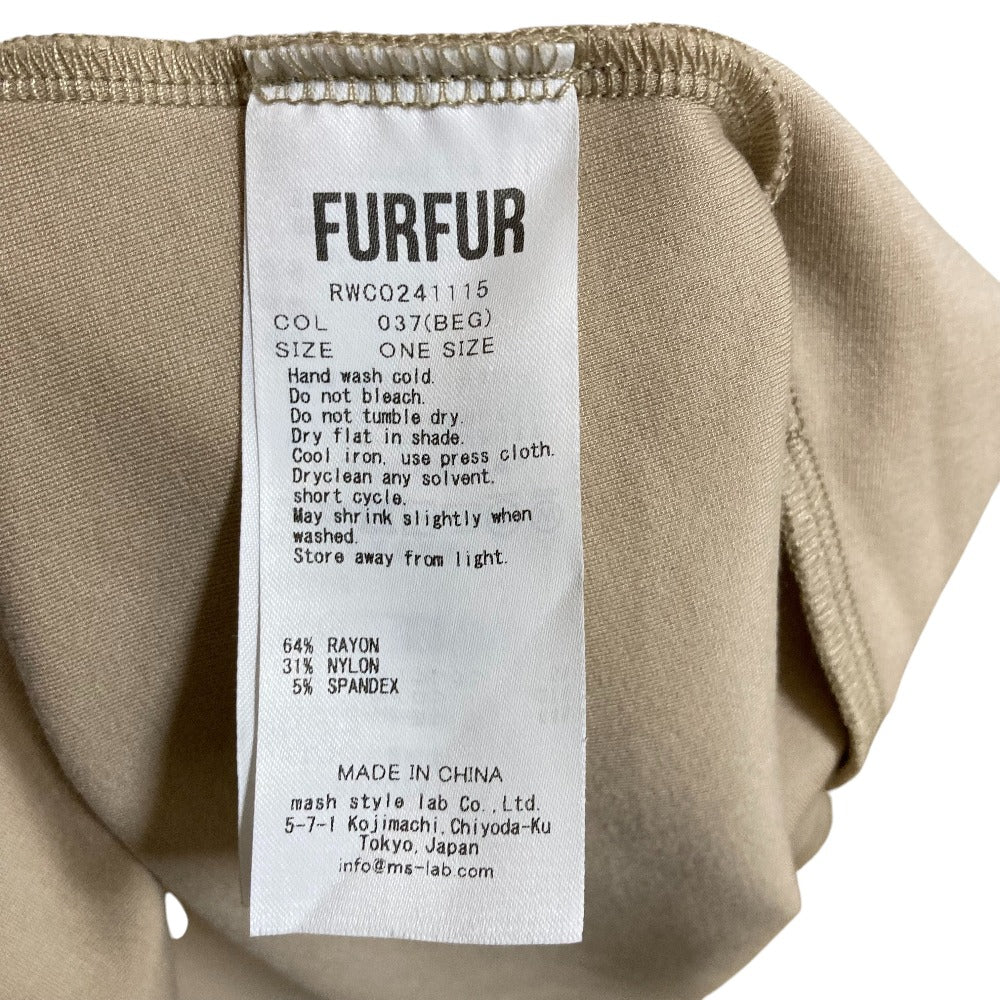 FURFUR
RWCO241115
COL 037(BEG)
SIZE ONE SIZE
Hand wash cold.
Do not bleach.
Do not tumble dry.
Dry flat in shade.
Cool iron, use press cloth.
Dryclean any solvent.
short cycle.
May shrink slightly when
washed.
Store away from light.
64% RAYON
31% NYLON
5% SPANDEX
MADE IN CHINA
mash style lab Co.,Ltd.
5-7-1 Kojimachi, Chiyoda-Ku
Tokyo, Japan
info@ms-lab.com